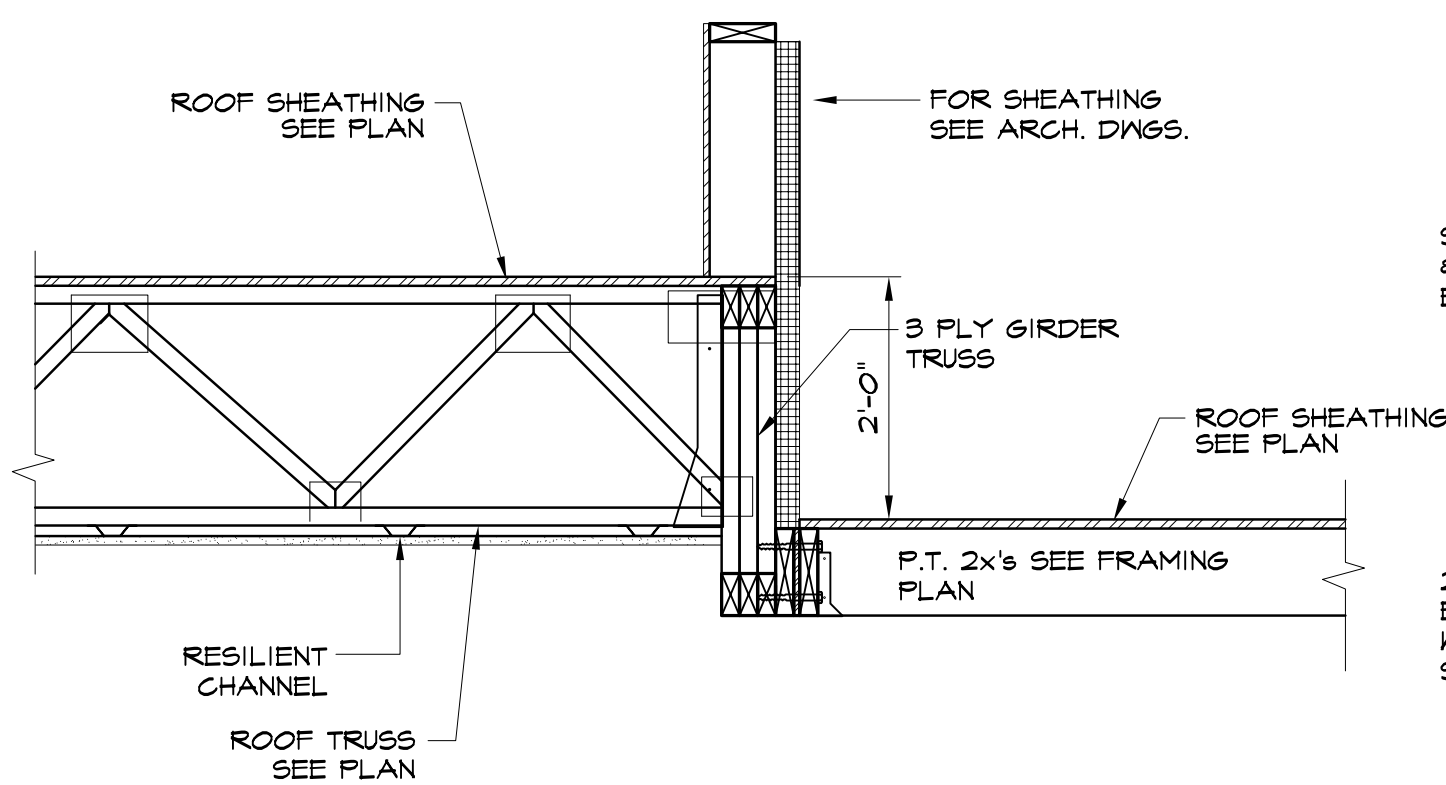 ROOF SHEATHING
SEE PLAN
FOR SHEATHING
SEE ARCH. DWGS.
3 PLY GIRDER
TRUSS
2'-0"
ROOF SHEATHING
SEE PLAN
P.T. 2x's SEE FRAMING
PLAN
RESILIENT
CHANNEL
ROOF TRUSS
SEE PLAN